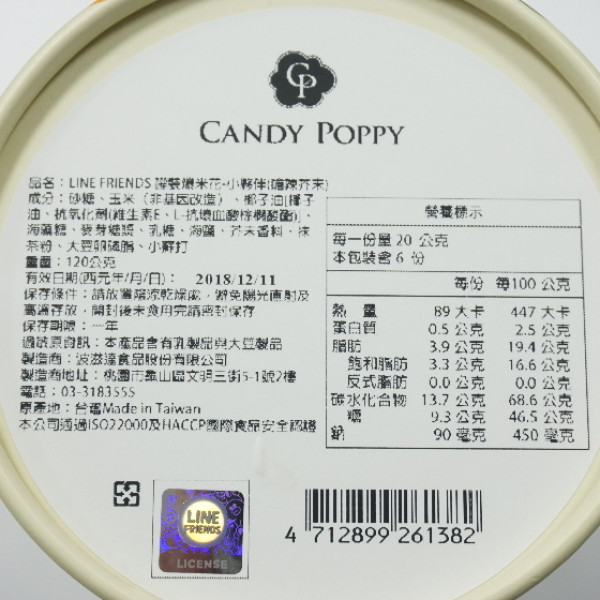 CP
CANDY POPPY
品名：LINE FRIENDS 罐裝爆米花-小夥伴(嗆辣芥末)
成分：砂糖、玉米（非基因改造）、椰子油(椰子
油、抗氧化劑(維生素E、L-抗壞血酸棕櫚酸酯))、
海藻糖、麥芽糖漿、乳糖、海鹽、芥末香料、抹
茶粉、大豆卵磷脂、小蘇打
重量：120公克
有效日期(西元年/月/日)： 2018/12/11
保存條件：請放置陰涼乾燥處，避免陽光直射及
高溫存放，開封後未食用完請密封保存
保存期限：一年
過敏原資訊：本產品含有乳製品與大豆製品
製造商：波滋達食品股份有限公司
製造商地址：桃園市龜山區文明三街5-1號2樓
電話：03-3183555
原產地：台灣Made in Taiwan
本公司通過ISO22000及HACCP國際食品安全認證
營養標示
每一份量 20 公克
本包裝含 6 份
每份 每100 公克
熱 量 89 大卡 447 大卡
蛋白質 0.5 公克 2.5 公克
脂肪 3.9 公克 19.4 公克
飽和脂肪 3.3 公克 16.6 公克
反式脂肪 0.0 公克 0.0 公克
碳水化合物 13.7 公克 68.6 公克
糖 9.3 公克 46.5 公克
鈉 90 毫克 450 毫克
LINE
FRIENDS
LICENSE
4 712899 261382